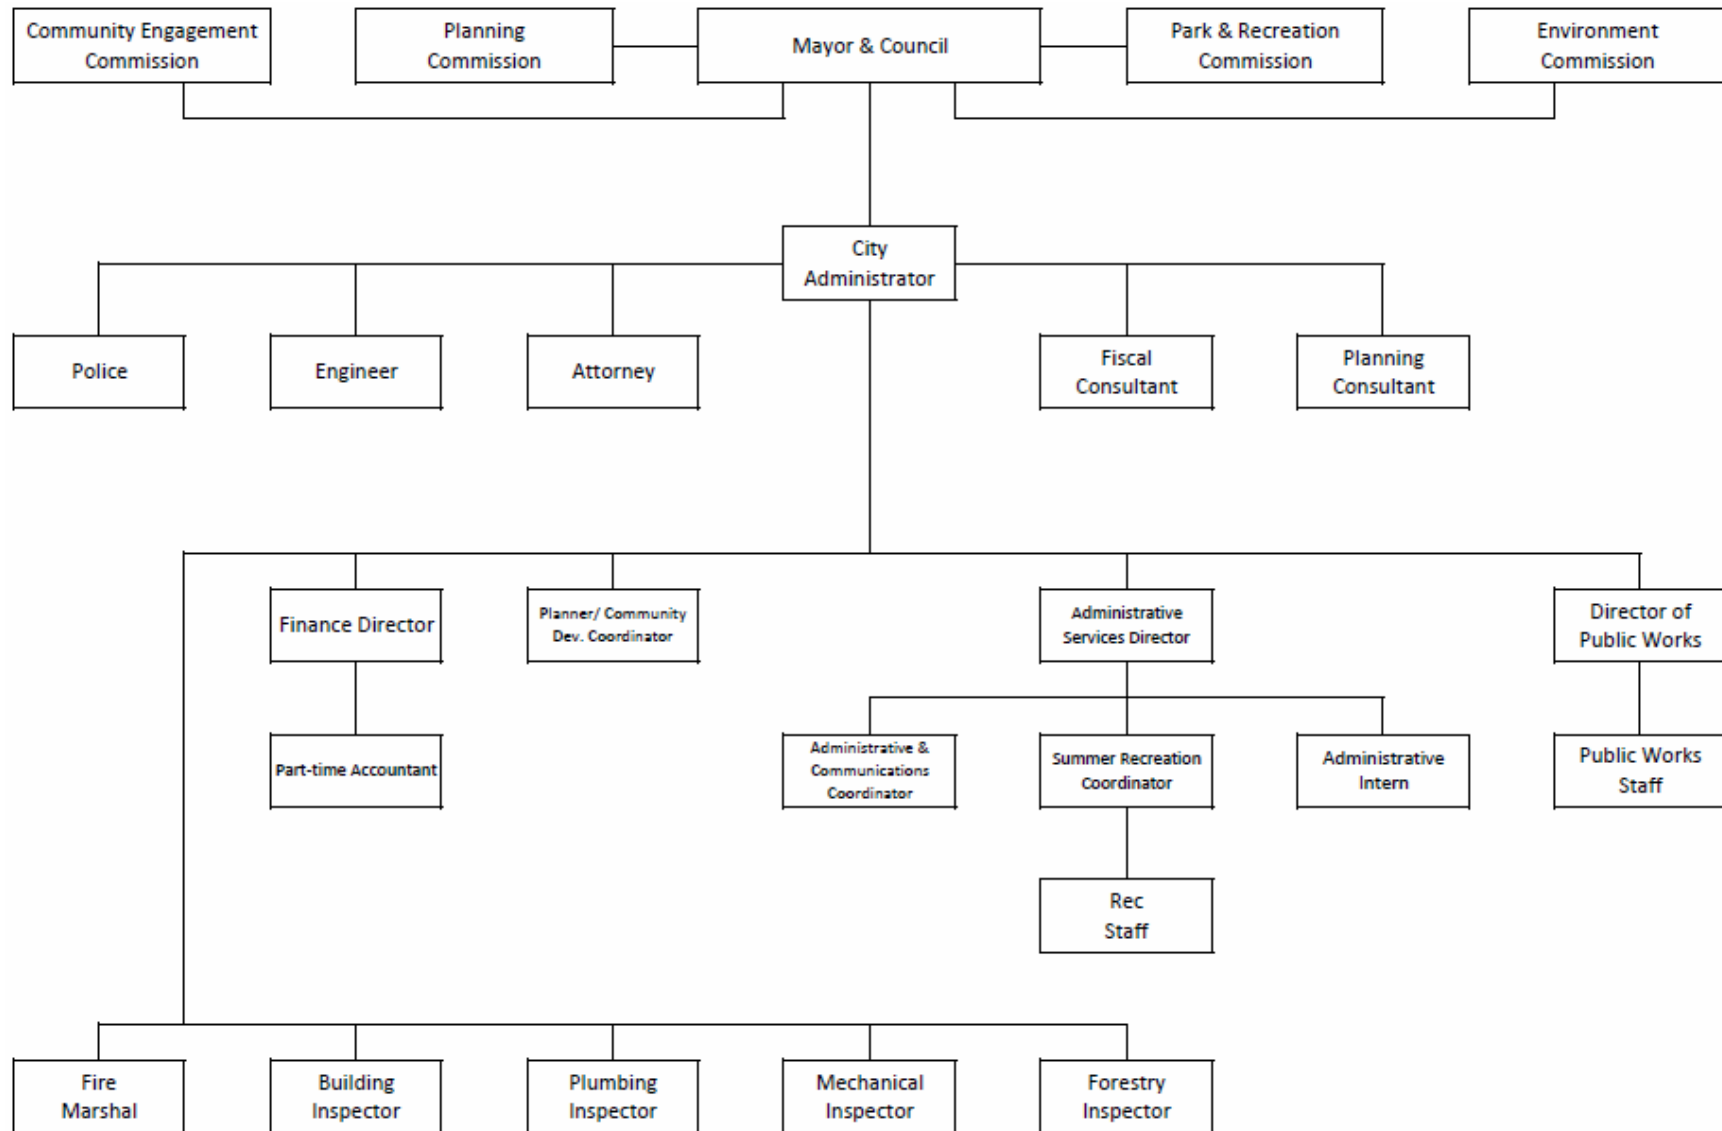 Community Engagement
Commission
Planning
Commission
Mayor & Council
Park & Recreation
Commission
Environment
Commission
City
Administrator
Police
Engineer
Attorney
Fiscal
Consultant
Planning
Consultant
Finance Director
Planner/ Community
Dev. Coordinator
Administrative
Services Director
Director of
Public Works
Part-time Accountant
Administrative &
Communications
Coordinator
Summer Recreation
Coordinator
Administrative
Intern
Public Works
Staff
Rec
Staff
Fire
Marshal
Building
Inspector
Plumbing
Inspector
Mechanical
Inspector
Forestry
Inspector